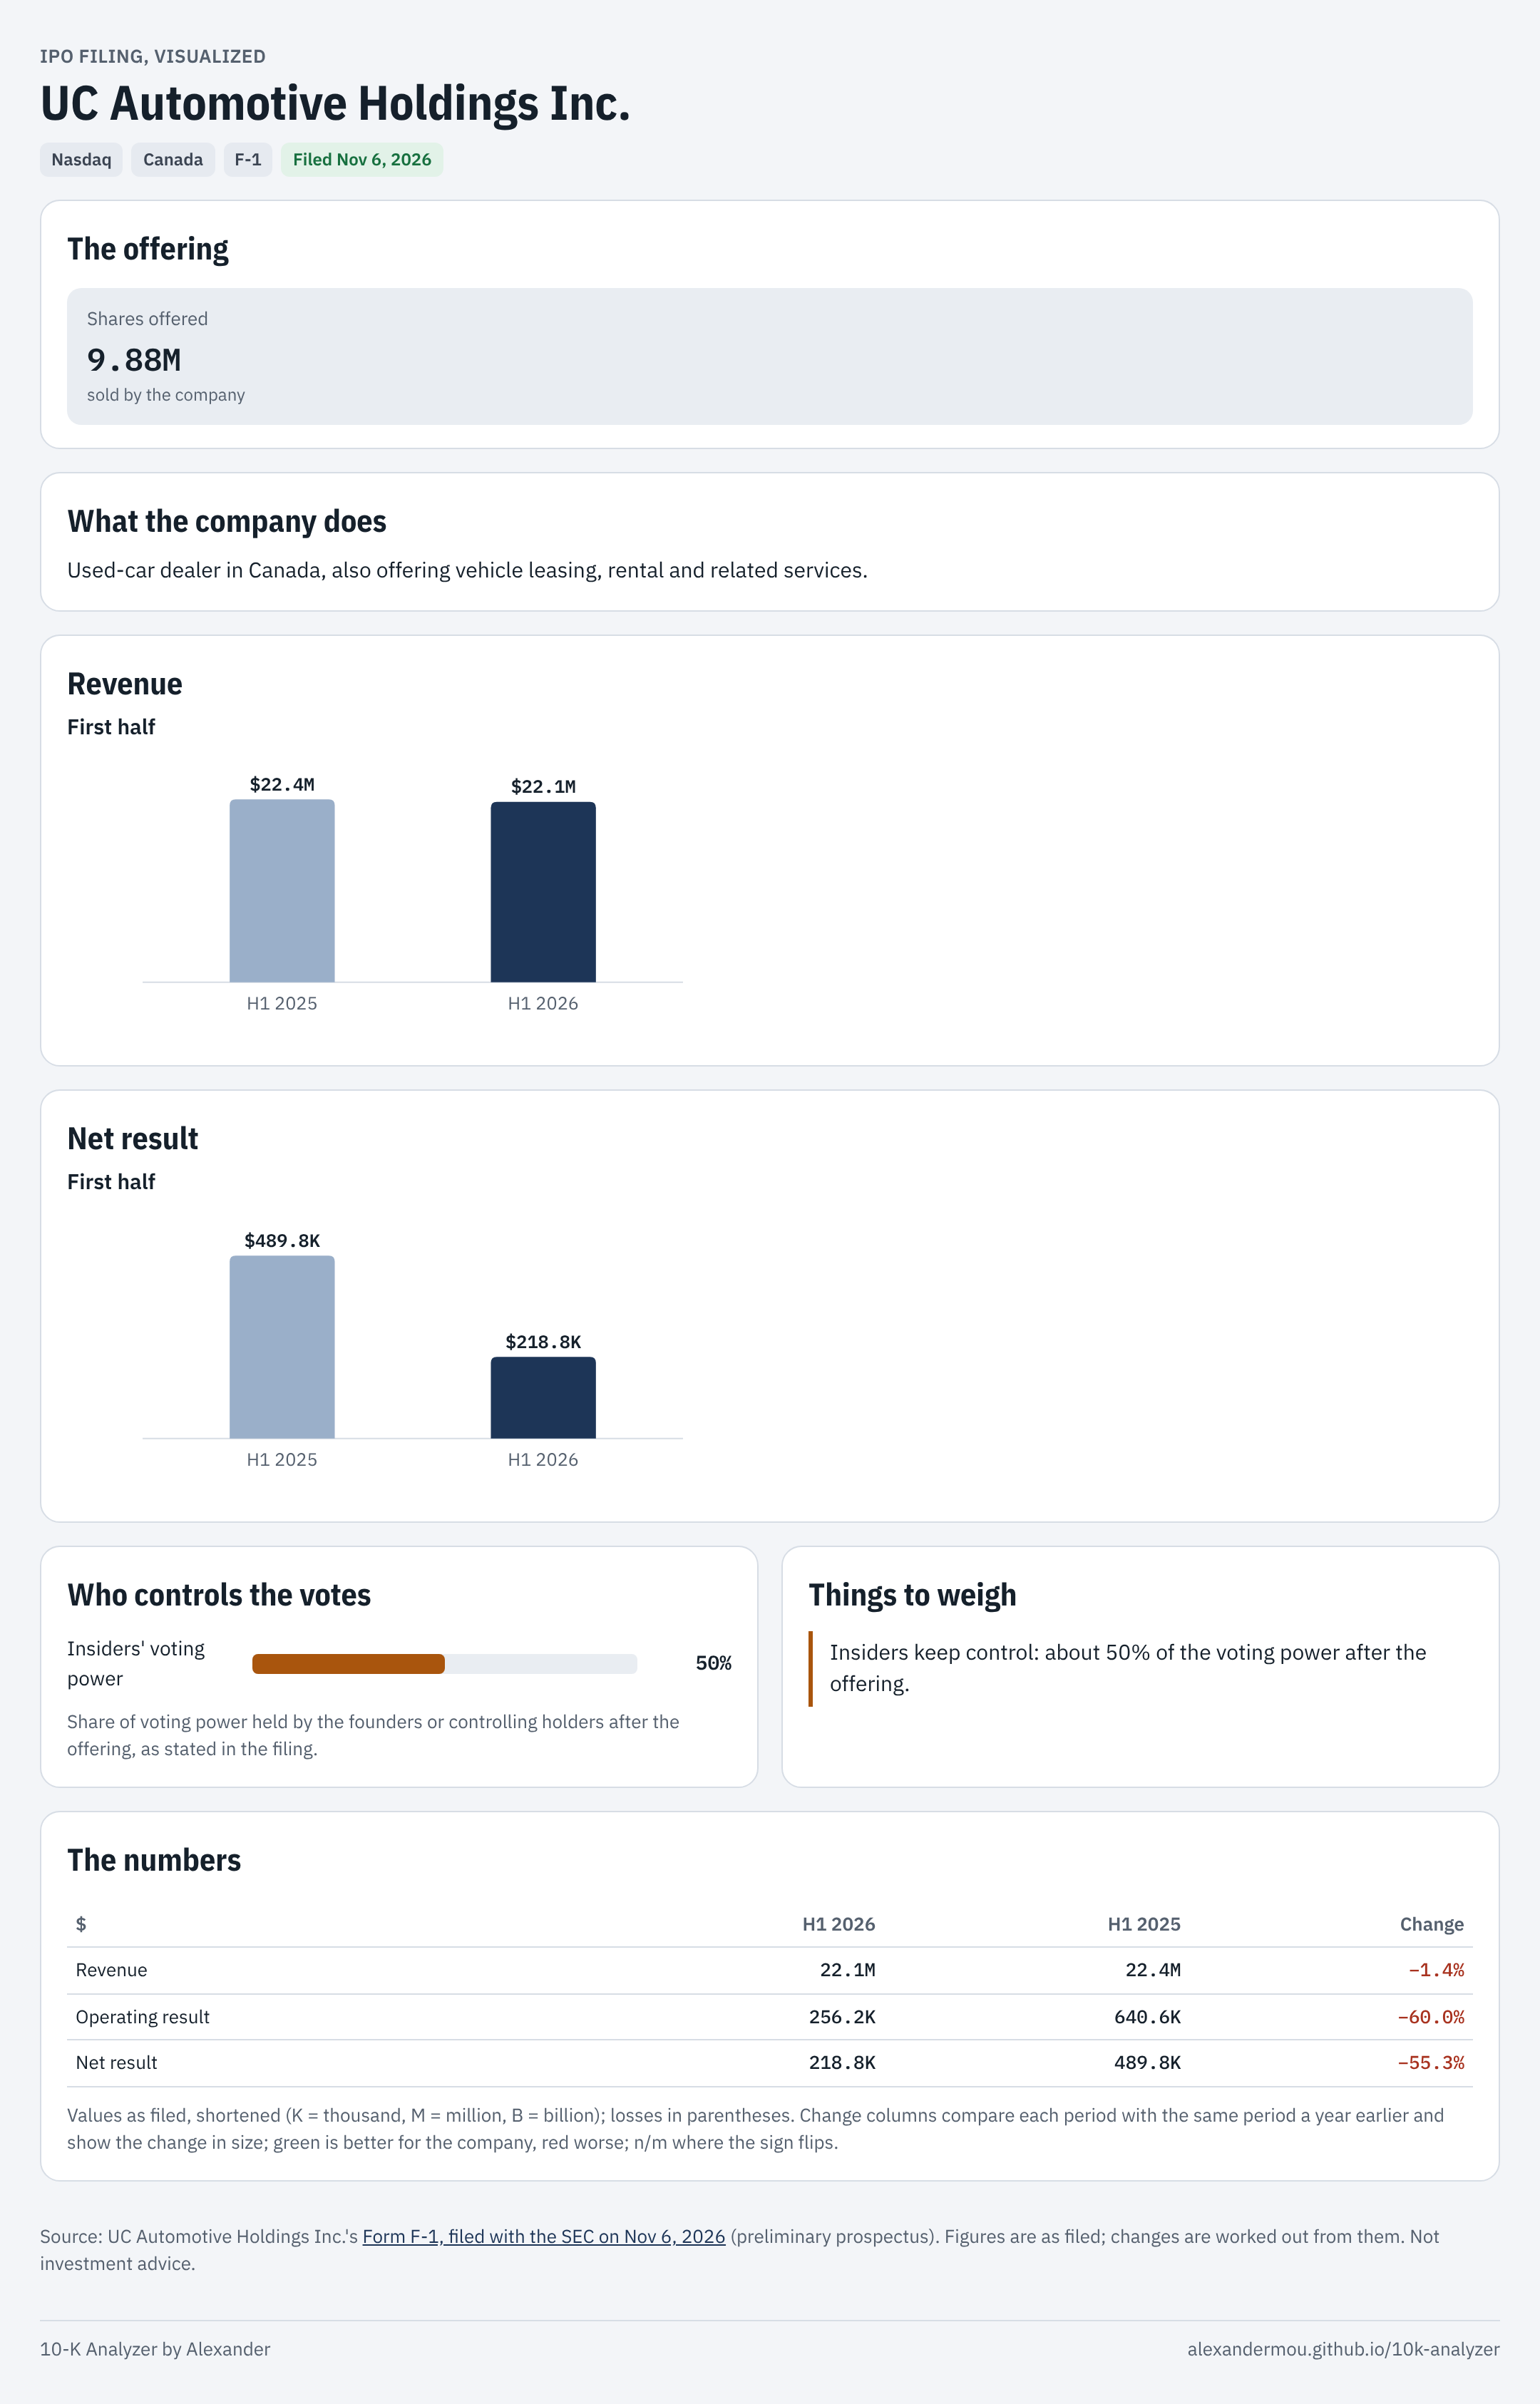 IPO FILING, VISUALIZED
UC Automotive Holdings Inc.
Nasdaq Canada F-1 Filed Nov 6, 2026
The offering
Shares offered
9.88M
sold by the company
What the company does
Used-car dealer in Canada, also offering vehicle leasing, rental and related services.
Revenue
First half
$22.4M $22.1M
H1 2025 H1 2026
Net result
First half
$489.8K
$218.8K
H1 2025 H1 2026
Who controls the votes
Insiders' voting
power
50%
Share of voting power held by the founders or controlling holders after the
offering, as stated in the filing.
Things to weigh
Insiders keep control: about 50% of the voting power after the
offering.
The numbers
$ H1 2026 H1 2025 Change
Revenue 22.1M 22.4M −1.4%
Operating result 256.2K 640.6K −60.0%
Net result 218.8K 489.8K −55.3%
Values as filed, shortened (K = thousand, M = million, B = billion); losses in parentheses. Change columns compare each period with the same period a year earlier and
show the change in size; green is better for the company, red worse; n/m where the sign flips.
Source: UC Automotive Holdings Inc.'s Form F-1, filed with the SEC on Nov 6, 2026 (preliminary prospectus). Figures are as filed; changes are worked out from them. Not
investment advice.
10-K Analyzer by Alexander alexandermou.github.io/10k-analyzer